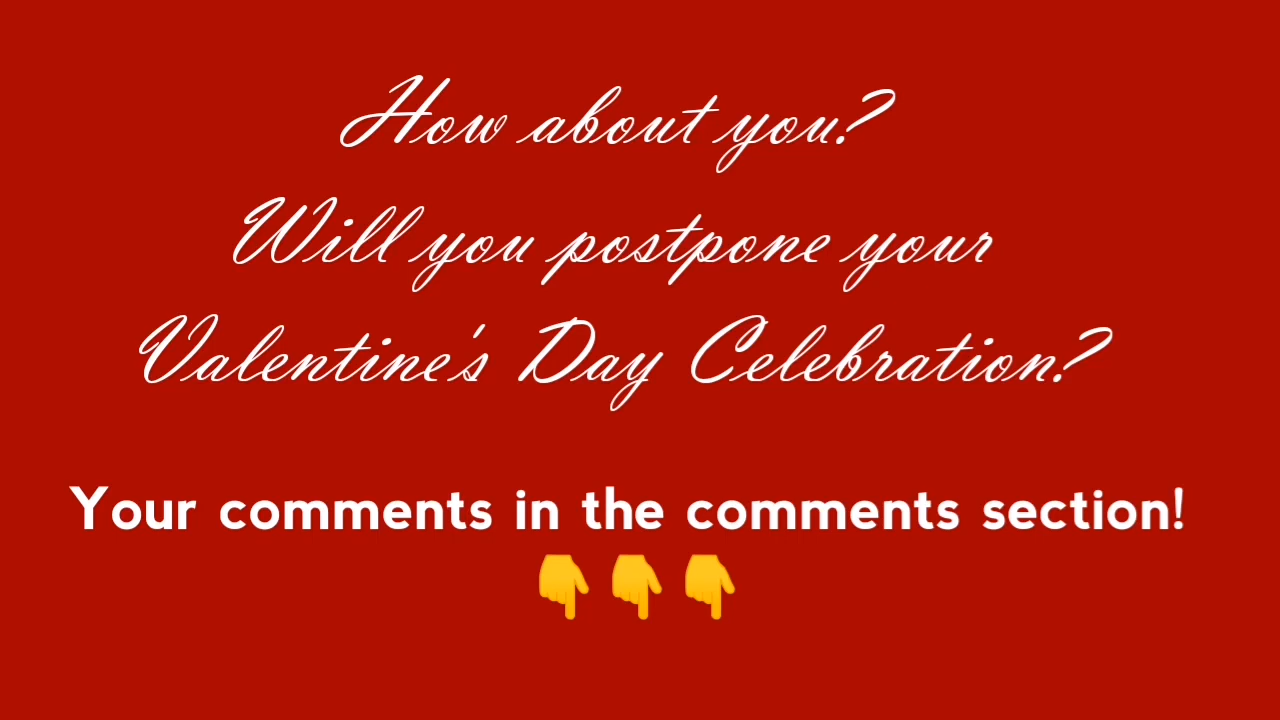 How about you?
Will you postpone your
Valentine's Day Celebration?
Your comments in the comments section!
👇👇👇